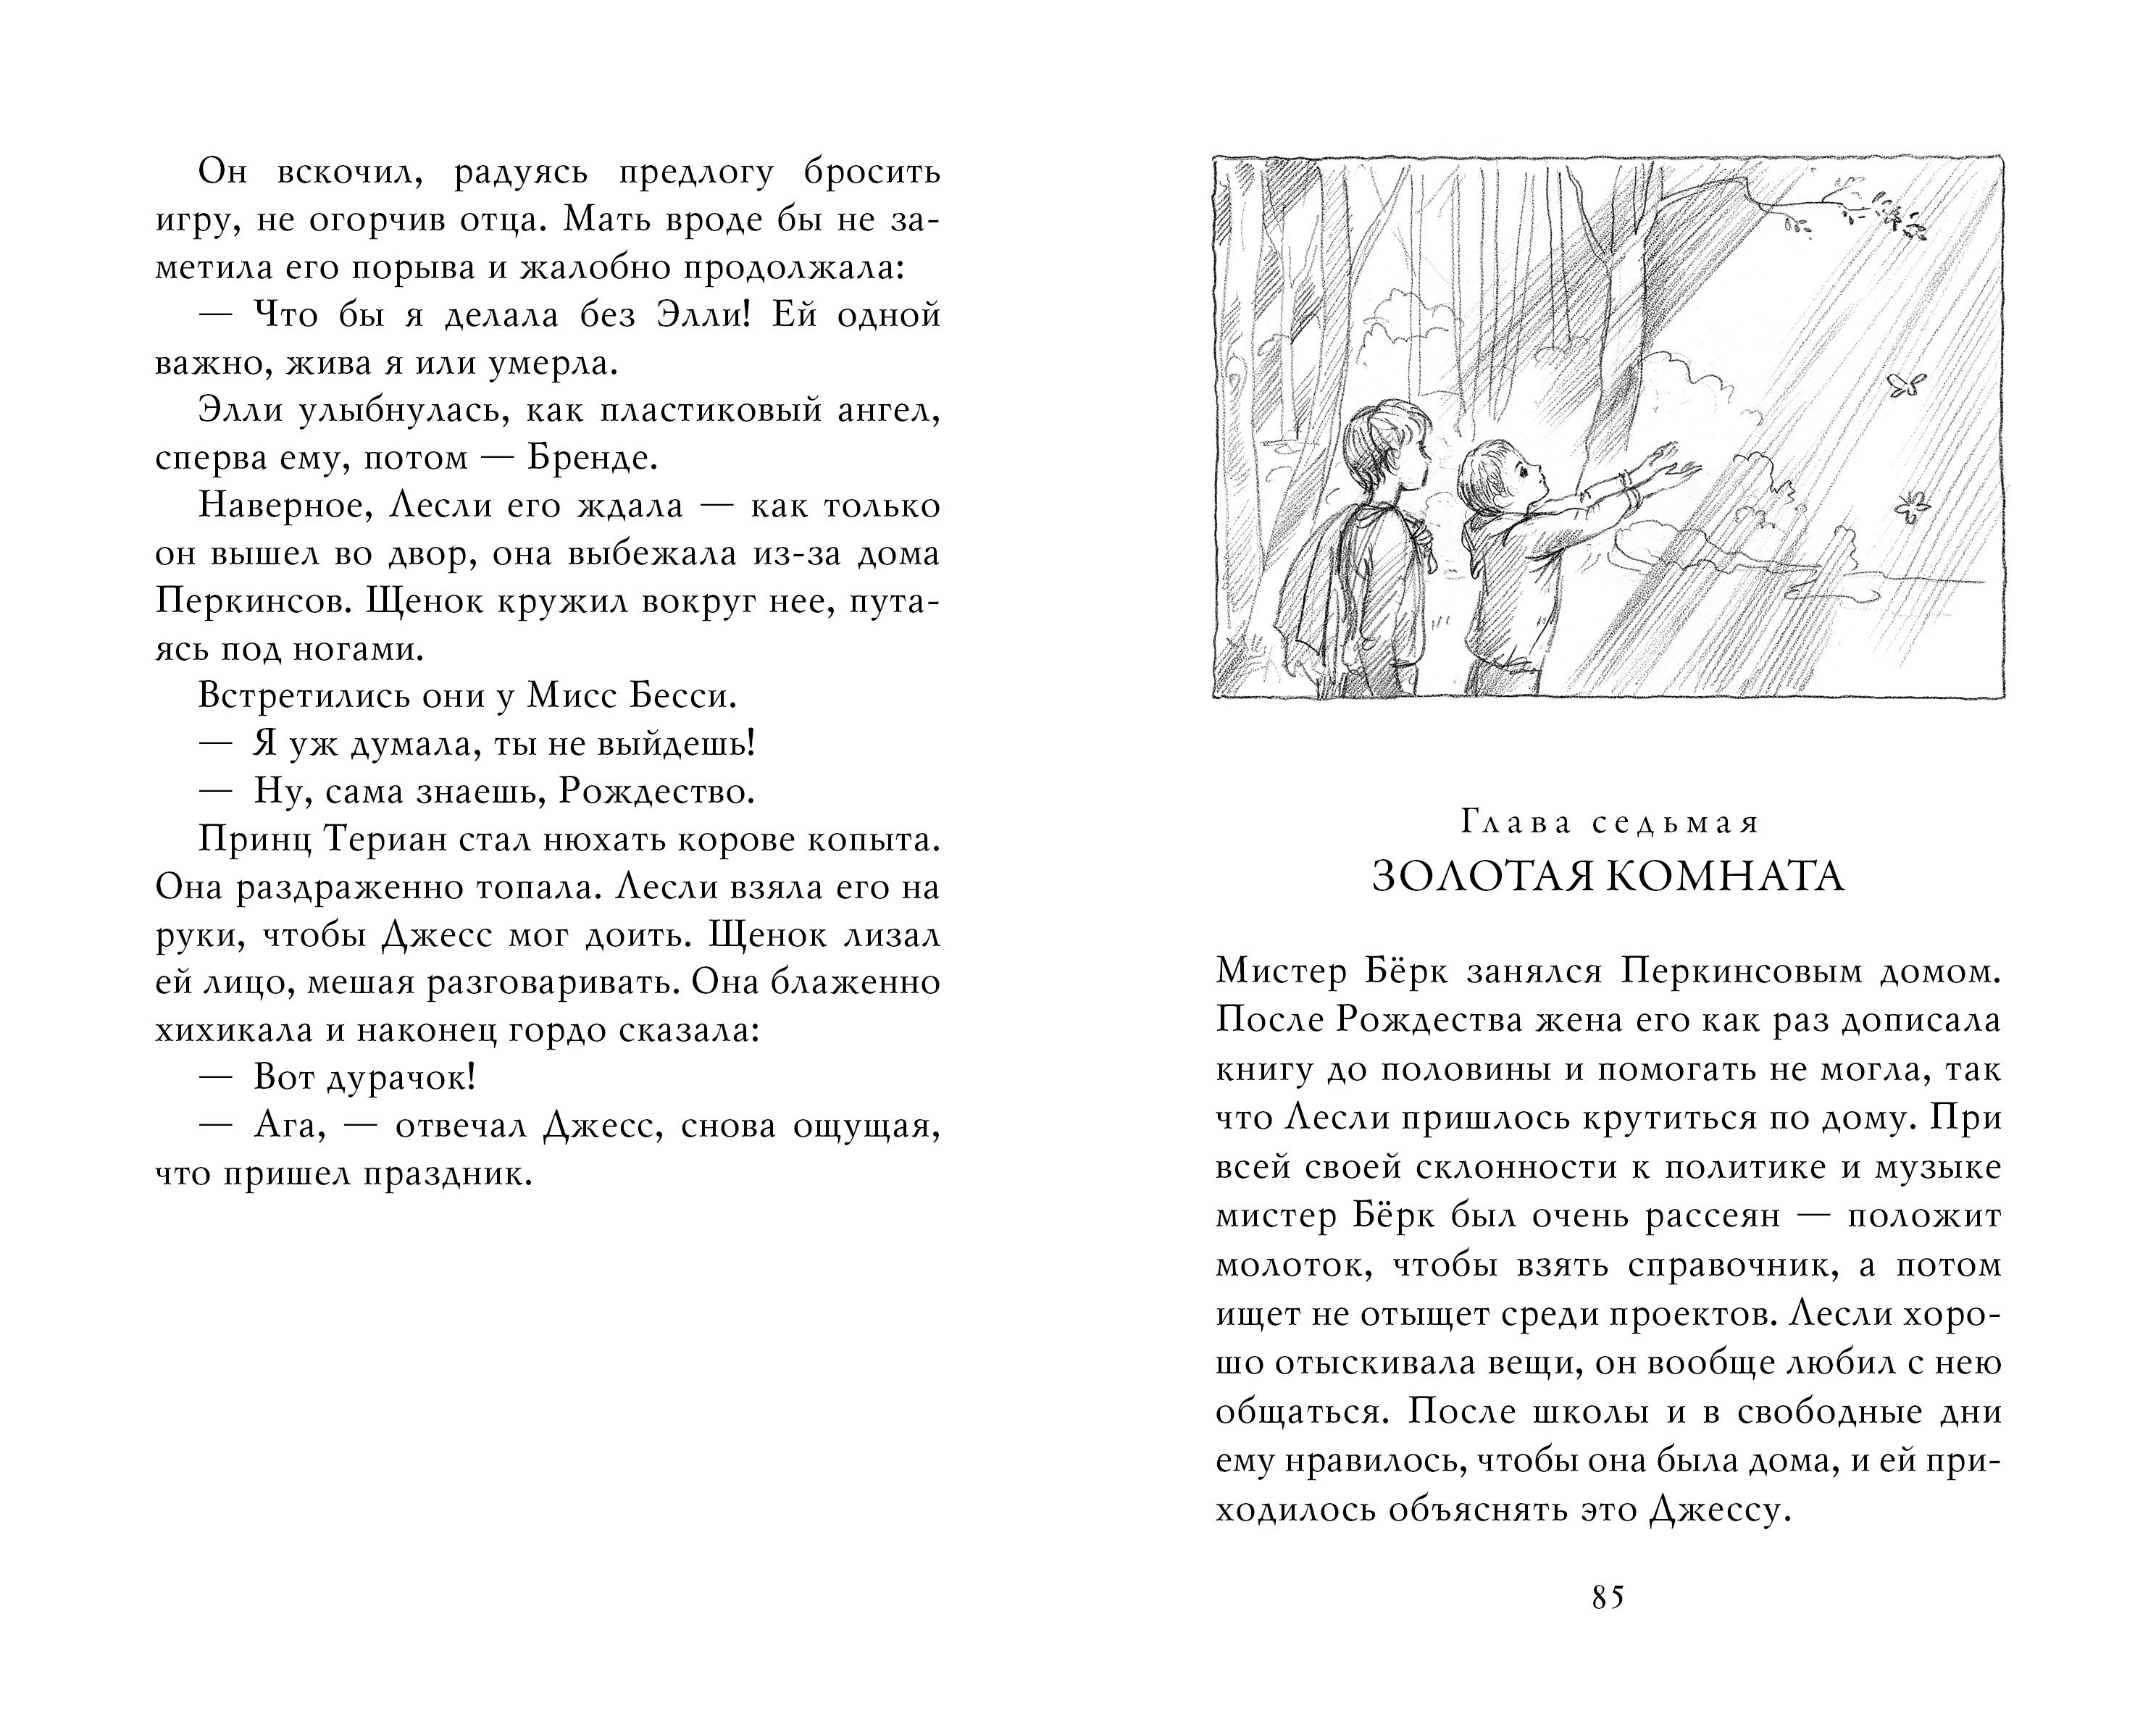 Он вскочил, радуясь предлогу бросить
игру, не огорчив отца. Мать вроде бы не за-
метила его порыва и жалобно продолжала:
— Что бы я делала без Элли! Ей одной
важно, жива я или умерла.
Элли улыбнулась, как пластиковый ангел,
сперва ему, потом — Бренде.
Наверное, Лесли его ждала — как только
он вышел во двор, она выбежала из-за дома
Перкинсов. Щенок кружил вокруг нее, пута-
ясь под ногами.
Встретились они у Мисс Бесси.
— Я уж думала, ты не выйдешь!
— Ну, сама знаешь, Рождество.
Принц Териан стал нюхать корове копыта.
Она раздраженно топала. Лесли взяла его на
руки, чтобы Джесс мог доить. Щенок лизал
ей лицо, мешая разговаривать. Она блаженно
хихикала и наконец гордо сказала:
— Вот дурачок!
— Ага, — отвечал Джесс, снова ощущая,
что пришел праздник.
Глава седьмая
ЗОЛОТАЯ КОМНАТА
Мистер Бёрк занялся Перкинсовым домом.
После Рождества жена его как раз дописала
книгу до половины и помогать не могла, так
что Лесли пришлось крутиться по дому. При
всей своей склонности к политике и музыке
мистер Бёрк был очень рассеян — положит
молоток, чтобы взять справочник, а потом
ищет не отыщет среди проектов. Лесли хоро-
шо отыскивала вещи, он вообще любил с нею
общаться. После школы и в свободные дни
ему нравилось, чтобы она была дома, и ей при-
ходилось объяснять это Джессу.
85